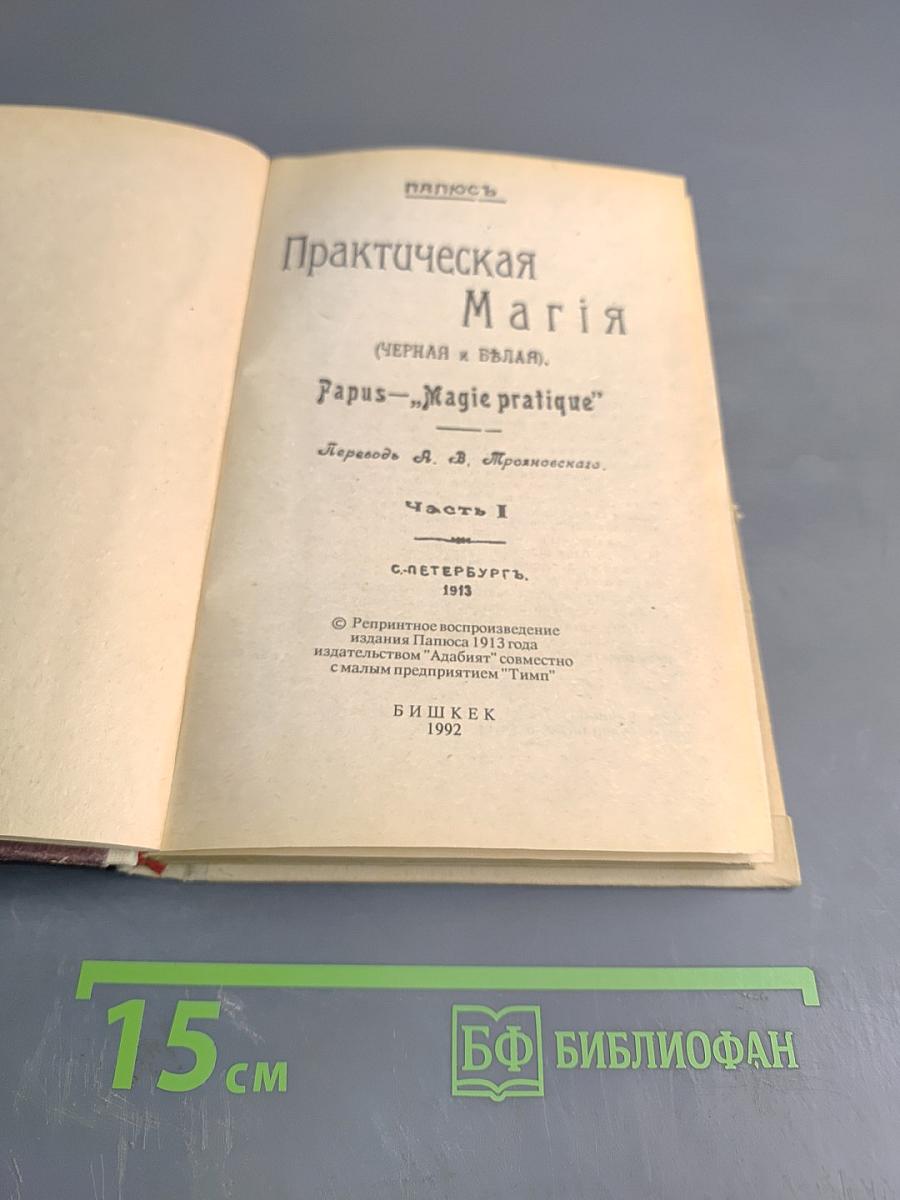 ПАПЮСЪ
Практическая
Магія
(ЧЕРНАЯ и БѢЛАЯ).
Papus—„Magie pratique”
Переводъ А. В. Трояновскаго.
Часть I
С.-ПЕТЕРБУРГЪ.
1913
© Репринтное воспроизведение
издания Папюса 1913 года
издательством "Адабият" совместно
с малым предприятием "Тимп"
БИШКЕК
1992
15 см
БФ БИБЛИОФАН